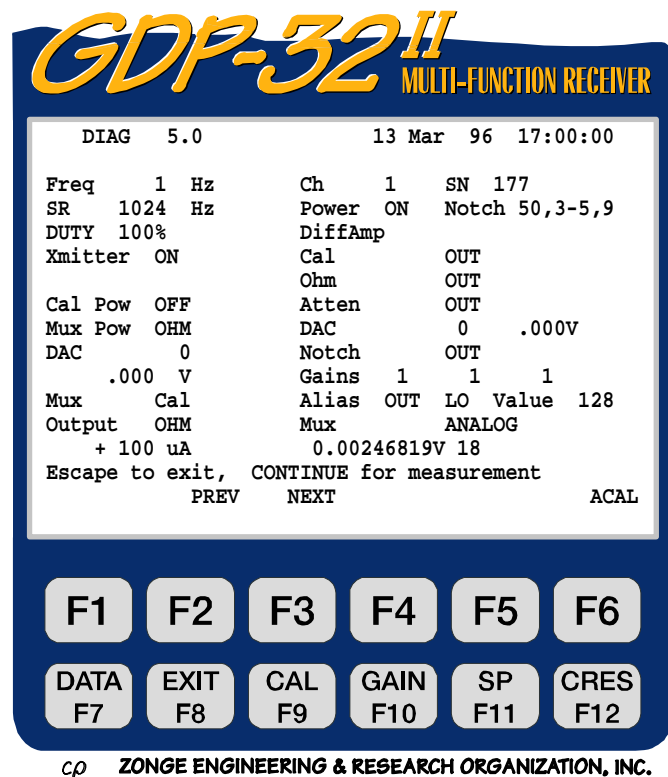 GDP-32 II
MULTI-FUNCTION RECEIVER
DIAG 5.0 13 Mar 96 17:00:00
Freq 1 Hz Ch 1 SN 177
SR 1024 Hz Power ON Notch 50,3-5,9
DUTY 100% DiffAmp
Xmitter ON Cal OUT
Ohm OUT
Cal Pow OFF Atten OUT
Mux Pow OHM DAC 0 .000V
DAC 0 Notch OUT
.000 V Gains 1 1 1
Mux Cal Alias OUT LO Value 128
Output OHM Mux ANALOG
+ 100 uA 0.00246819V 18
Escape to exit, CONTINUE for measurement
PREV NEXT ACAL
F1 F2 F3 F4 F5 F6
DATA EXIT CAL GAIN SP CRES
F7 F8 F9 F10 F11 F12
cp ZONGE ENGINEERING & RESEARCH ORGANIZATION, INC.